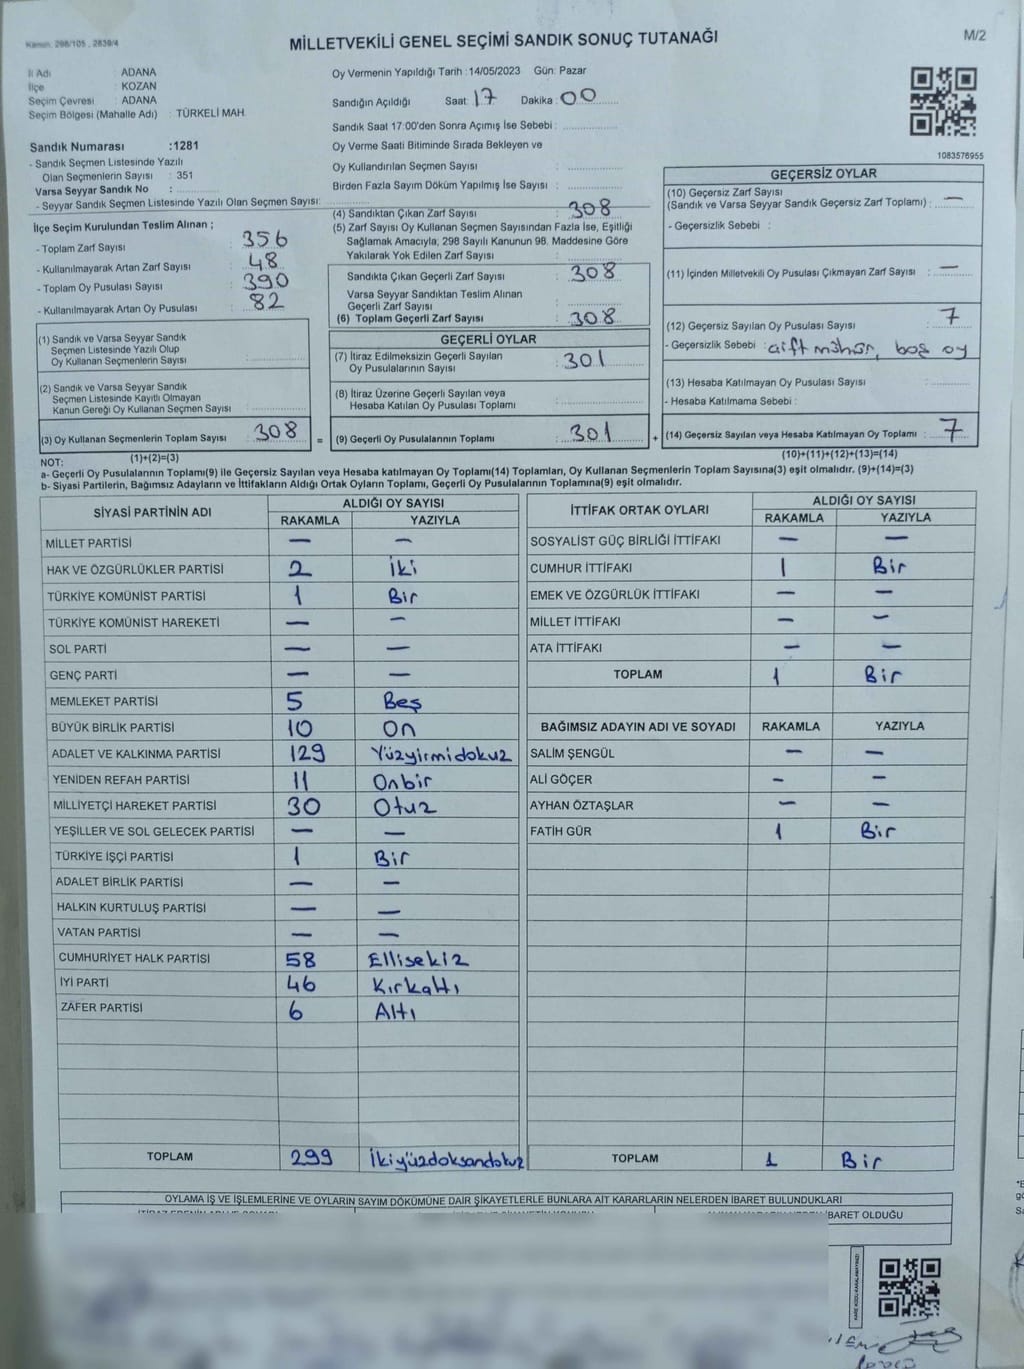 Kanun. 298/105 , 2839/4
MİLLETVEKİLİ GENEL SEÇİMİ SANDIK SONUÇ TUTANAĞI
M/2
İl Adı ADANA
İlçe : KOZAN
Seçim Çevresi : ADANA
Seçim Bölgesi (Mahalle Adı) : TÜRKELİ MAH.
Sandık Numarası :1281
- Sandık Seçmen Listesinde Yazılı
Olan Seçmenlerin Sayısı : 351
Varsa Seyyar Sandık No :
- Seyyar Sandık Seçmen Listesinde Yazılı Olan Seçmen Sayısı:
Oy Vermenin Yapıldığı Tarih :14/05/2023 Gün: Pazar
Sandığın Açıldığı Saat: 17 Dakika: 00
Sandık Saat 17:00'den Sonra Açımış İse Sebebi :
Oy Verme Saati Bitiminde Sırada Bekleyen ve
Oy Kullandırılan Seçmen Sayısı :
Birden Fazla Sayım Döküm Yapılmış İse Sayısı :
1083576955
İlçe Seçim Kurulundan Teslim Alınan ;
- Toplam Zarf Sayısı : 356
- Kullanılmayarak Artan Zarf Sayısı : 48
- Toplam Oy Pusulası Sayısı : 390
- Kullanılmayarak Artan Oy Pusulası : 82
(4) Sandıktan Çıkan Zarf Sayısı : 308
(5) Zarf Sayısı Oy Kullanan Seçmen Sayısından Fazla İse, Eşitliği
Sağlamak Amacıyla; 298 Sayılı Kanunun 98. Maddesine Göre
Yakılarak Yok Edilen Zarf Sayısı :
Sandıkta Çıkan Geçerli Zarf Sayısı : 308
Varsa Seyyar Sandıktan Teslim Alınan
Geçerli Zarf Sayısı :
(6) Toplam Geçerli Zarf Sayısı : 308
GEÇERSİZ OYLAR
(10) Geçersiz Zarf Sayısı
(Sandık ve Varsa Seyyar Sandık Geçersiz Zarf Toplamı) : —
- Geçersizlik Sebebi :
(11) İçinden Milletvekili Oy Pusulası Çıkmayan Zarf Sayısı : —
(12) Geçersiz Sayılan Oy Pusulası Sayısı : 7
- Geçersizlik Sebebi : çift mühür, boş oy
(13) Hesaba Katılmayan Oy Pusulası Sayısı :
- Hesaba Katılmama Sebebi :
(14) Geçersiz Sayılan veya Hesaba Katılmayan Oy Toplamı : 7
(10)+(11)+(12)+(13)=(14)
(1) Sandık ve Varsa Seyyar Sandık
Seçmen Listesinde Yazılı Olup
Oy Kullanan Seçmen Sayısı :
(2) Sandık ve Varsa Seyyar Sandık
Seçmen Listesinde Kayıtlı Olmayan
Kanun Gereği Oy Kullanan Seçmen Sayısı :
(3) Oy Kullanan Seçmenlerin Toplam Sayısı : 308 =
(1)+(2)=(3)
GEÇERLİ OYLAR
(7) İtiraz Edilmeksizin Geçerli Sayılan
Oy Pusulalarının Sayısı : 301
(8) İtiraz Üzerine Geçerli Sayılan veya
Hesaba Katılan Oy Pusulası Toplamı :
(9) Geçerli Oy Pusulalarının Toplamı : 301 +
NOT:
a- Geçerli Oy Pusulalarının Toplamı(9) ile Geçersiz Sayılan veya Hesaba katılmayan Oy Toplamı(14) Toplamları, Oy Kullanan Seçmenlerin Toplam Sayısına(3) eşit olmalıdır. (9)+(14)=(3)
b- Siyasi Partilerin, Bağımsız Adayların ve İttifakların Aldığı Ortak Oyların Toplamı, Geçerli Oy Pusulalarının Toplamına(9) eşit olmalıdır.
SİYASİ PARTİNİN ADI ALDIĞI OY SAYISI
RAKAMLA YAZIYLA
MİLLET PARTİSİ — —
HAK VE ÖZGÜRLÜKLER PARTİSİ 2 İki
TÜRKİYE KOMÜNİST PARTİSİ 1 Bir
TÜRKİYE KOMÜNİST HAREKETİ — —
SOL PARTİ — —
GENÇ PARTİ — —
MEMLEKET PARTİSİ 5 Beş
BÜYÜK BİRLİK PARTİSİ 10 On
ADALET VE KALKINMA PARTİSİ 129 Yüzyirmidokuz
YENİDEN REFAH PARTİSİ 11 Onbir
MİLLİYETÇİ HAREKET PARTİSİ 30 Otuz
YEŞİLLER VE SOL GELECEK PARTİSİ — —
TÜRKİYE İŞÇİ PARTİSİ 1 Bir
ADALET BİRLİK PARTİSİ — —
HALKIN KURTULUŞ PARTİSİ — —
VATAN PARTİSİ — —
CUMHURİYET HALK PARTİSİ 58 Ellisekiz
İYİ PARTİ 46 Kırkaltı
ZAFER PARTİSİ 6 Altı
TOPLAM 299 İkiyüzdoksandokuz
İTTİFAK ORTAK OYLARI ALDIĞI OY SAYISI
RAKAMLA YAZIYLA
SOSYALİST GÜÇ BİRLİĞİ İTTİFAKI — —
CUMHUR İTTİFAKI 1 Bir
EMEK VE ÖZGÜRLÜK İTTİFAKI — —
MİLLET İTTİFAKI — —
ATA İTTİFAKI — —
TOPLAM 1 Bir
BAĞIMSIZ ADAYIN ADI VE SOYADI RAKAMLA YAZIYLA
SALİM ŞENGÜL — —
ALİ GÖÇER — —
AYHAN ÖZTAŞLAR — —
FATİH GÜR 1 Bir
TOPLAM 1 Bir
OYLAMA İŞ VE İŞLEMLERİNE VE OYLARIN SAYIM DÖKÜMÜNE DAİR ŞİKAYETLERLE BUNLARA AİT KARARLARIN NELERDEN İBARET BULUNDUKLARI
BARET OLDUĞU